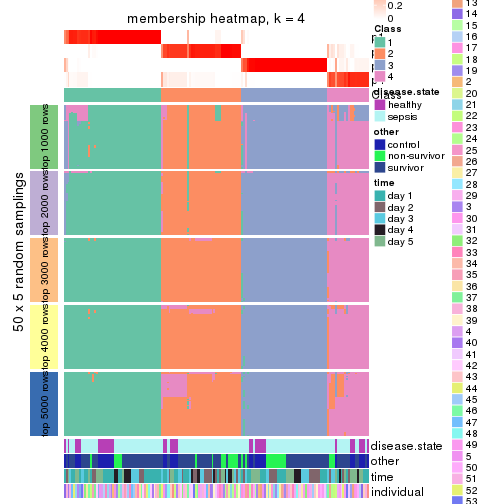 membership heatmap, k = 4
50 x 5 random samplings
top 1000 rows
top 2000 rows
top 3000 rows
top 4000 rows
top 5000 rows
Class
disease.state
other
time
individual
0.2
0
Class
1
2
3
4
disease.state
healthy
sepsis
other
control
non-survivor
survivor
time
day 1
day 2
day 3
day 4
day 5
13
14
15
16
17
18
19
2
20
21
22
23
24
25
26
27
28
29
3
30
31
32
33
34
35
36
37
38
39
4
40
41
42
43
44
45
46
47
48
49
5
50
51
52
53